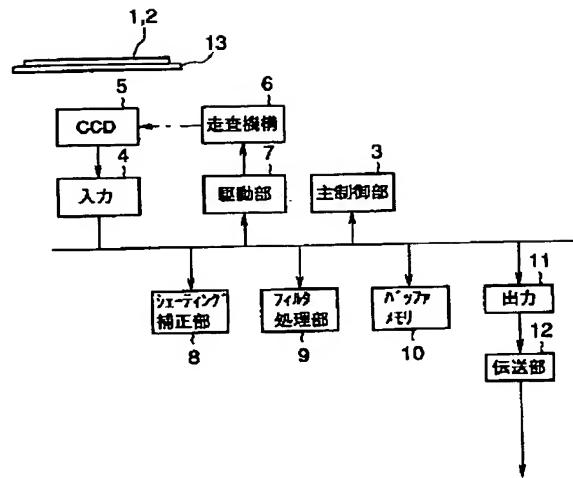 1,2
13
5
CCD
6
走査機構
4
入力
7
駆動部
3
主制御部
シェーディング
補正部
8
フィルタ
処理部
9
バッファ
メモリ
10
11
出力
12
伝送部